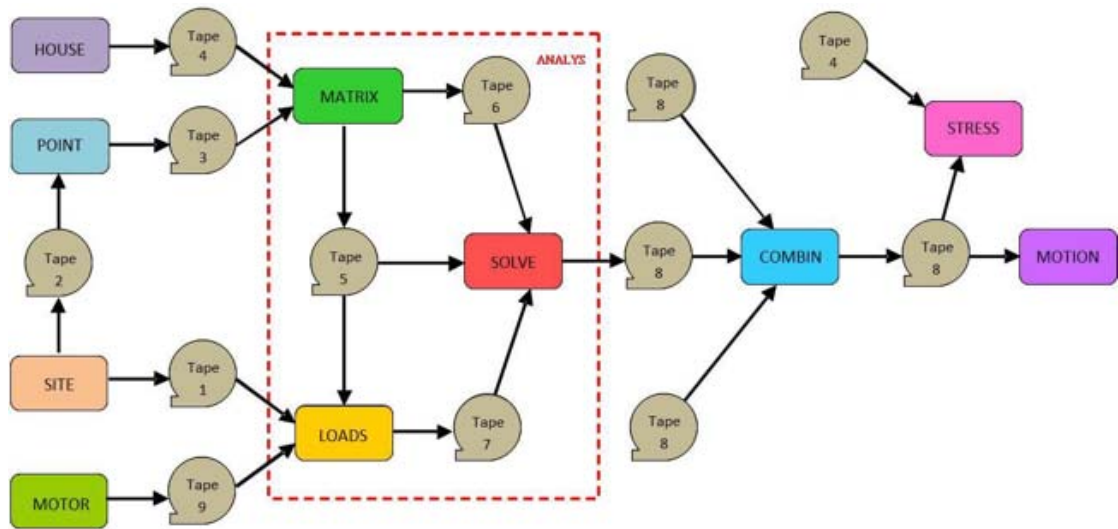 HOUSE
Tape
4
ANALYS
MATRIX
Tape
6
Tape
8
Tape
4
STRESS
POINT
Tape
3
Tape
2
Tape
5
SOLVE
Tape
8
COMBIN
Tape
8
MOTION
SITE
Tape
1
LOADS
Tape
7
Tape
8
MOTOR
Tape
9